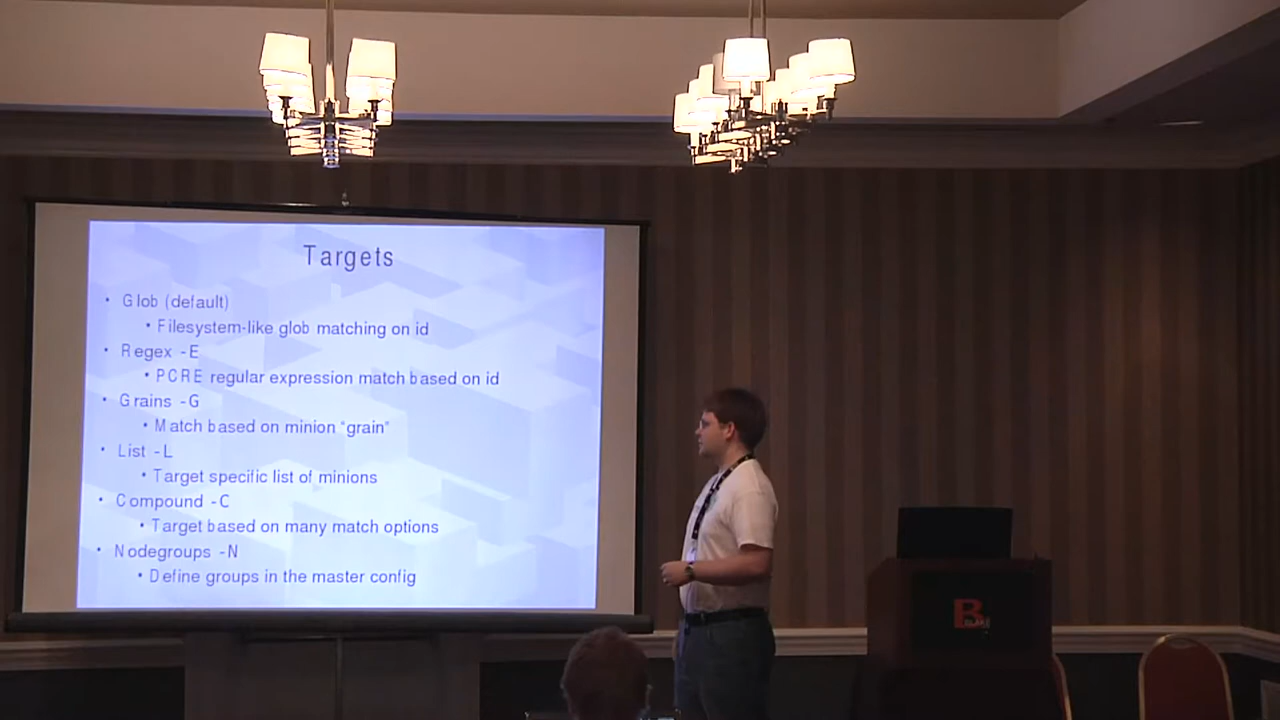 Targets
• Glob (default)
• Filesystem-like glob matching on id
• Regex -E
• PCRE regular expression match based on id
• Grains -G
• Match based on minion "grain"
• List -L
• Target specific list of minions
• Compound -C
• Target based on many match options
• Nodegroups -N
• Define groups in the master config
B